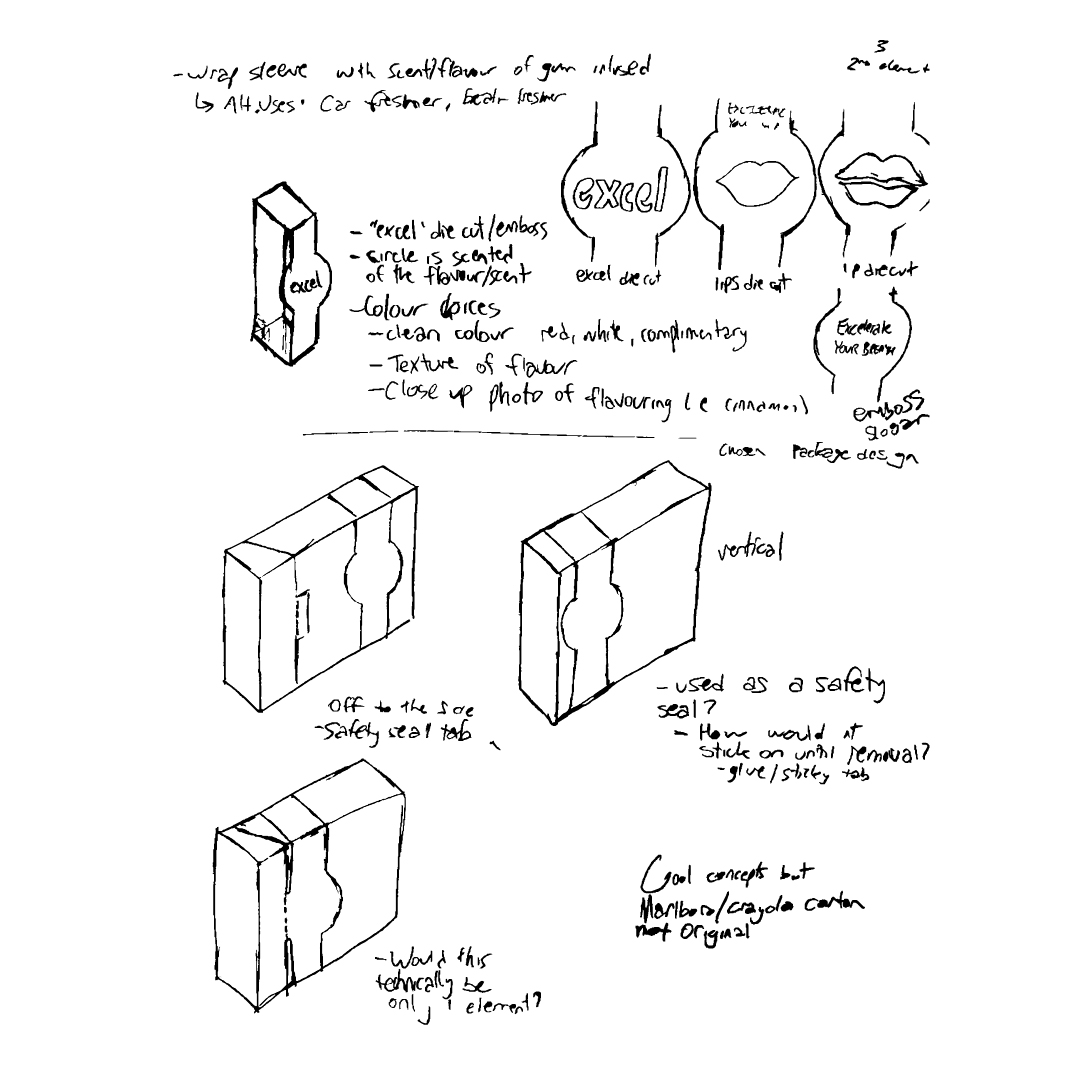 - wrap sleeve with scent/flavour of gum infused
↳ Alt. Uses: Car freshner, breath freshner
3
2nd element
excel
EXCELERATE
You
excel die cut
lips die cut
lip die cut
Excelerate
YOUR BREATH
emboss
slogan
excel
- "excel" die cut/emboss
- circle is scented
of the flavour/scent
- Colour choices
- clean colour red, white, complimentary
- Texture of flavour
- Close up photo of flavouring i.e cinnamon)
chosen package design
Off to the side
- Safety seal tab
vertical
- used as a safety
seal?
- How would it
stick on until removal?
- glue/sticky tab
- Would this
technically be
only 1 element?
Cool concepts but
Marlboro/crayola carton
not original